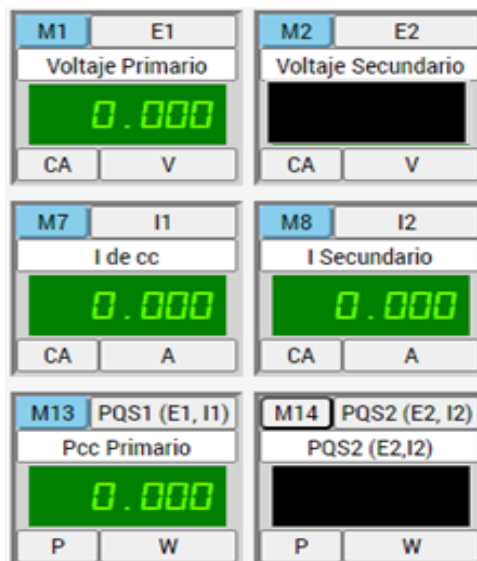 M1 E1
Voltaje Primario
0.000
CA V
M2 E2
Voltaje Secundario
CA V
M7 I1
I de cc
0.000
CA A
M8 I2
I Secundario
0.000
CA A
M13 PQS1 (E1, I1)
Pcc Primario
0.000
P W
M14 PQS2 (E2, I2)
PQS2 (E2,I2)
P W